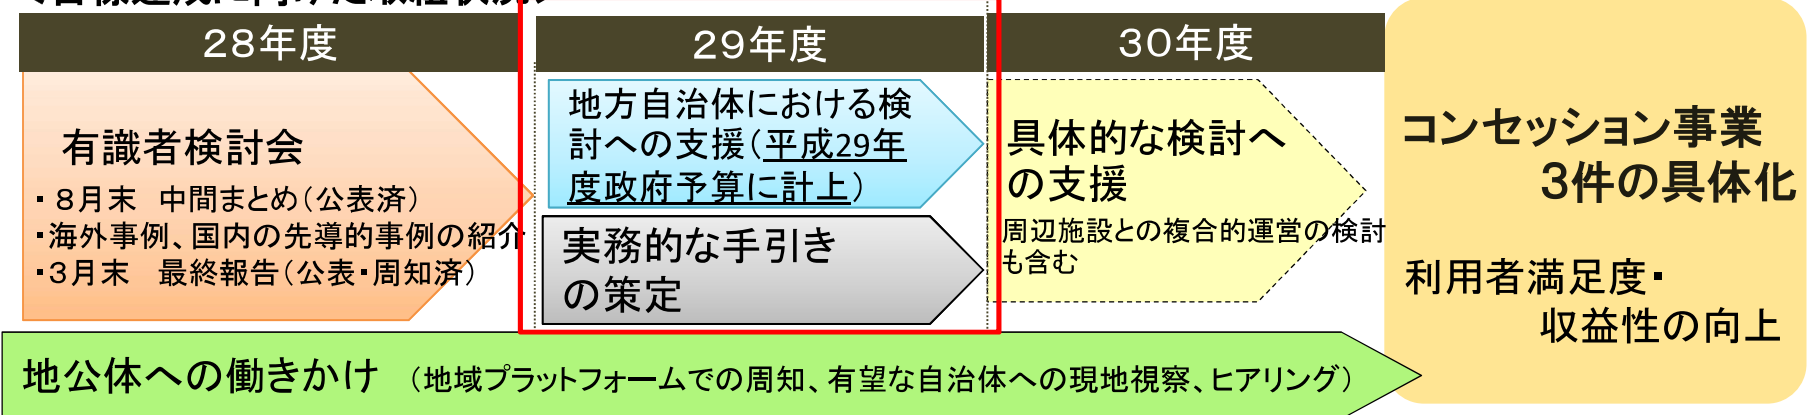 28年度
29年度
30年度
有識者検討会
・8月末　中間まとめ(公表済)
・海外事例、国内の先導的事例の紹介
・3月末　最終報告(公表・周知済)
地方自治体における検
討への支援(平成29年
度政府予算に計上)
実務的な手引き
の策定
具体的な検討へ
の支援
周辺施設との複合的運営の検討
も含む
コンセッション事業
3件の具体化
利用者満足度・
収益性の向上
地公体への働きかけ　(地域プラットフォームでの周知、有望な自治体への現地視察、ヒアリング)